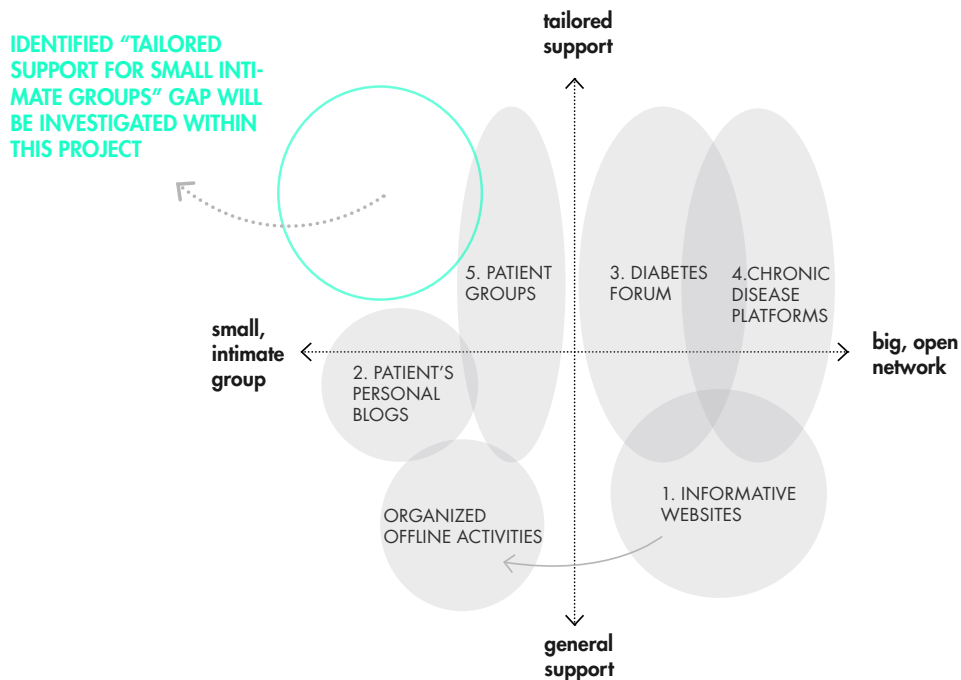 tailored
support
IDENTIFIED “TAILORED
SUPPORT FOR SMALL INTI-
MATE GROUPS” GAP WILL
BE INVESTIGATED WITHIN
THIS PROJECT
5. PATIENT
GROUPS
3. DIABETES
FORUM
4.CHRONIC
DISEASE
PLATFORMS
small,
intimate
group
big, open
network
2. PATIENT’S
PERSONAL
BLOGS
1. INFORMATIVE
WEBSITES
ORGANIZED
OFFLINE ACTIVITIES
general
support